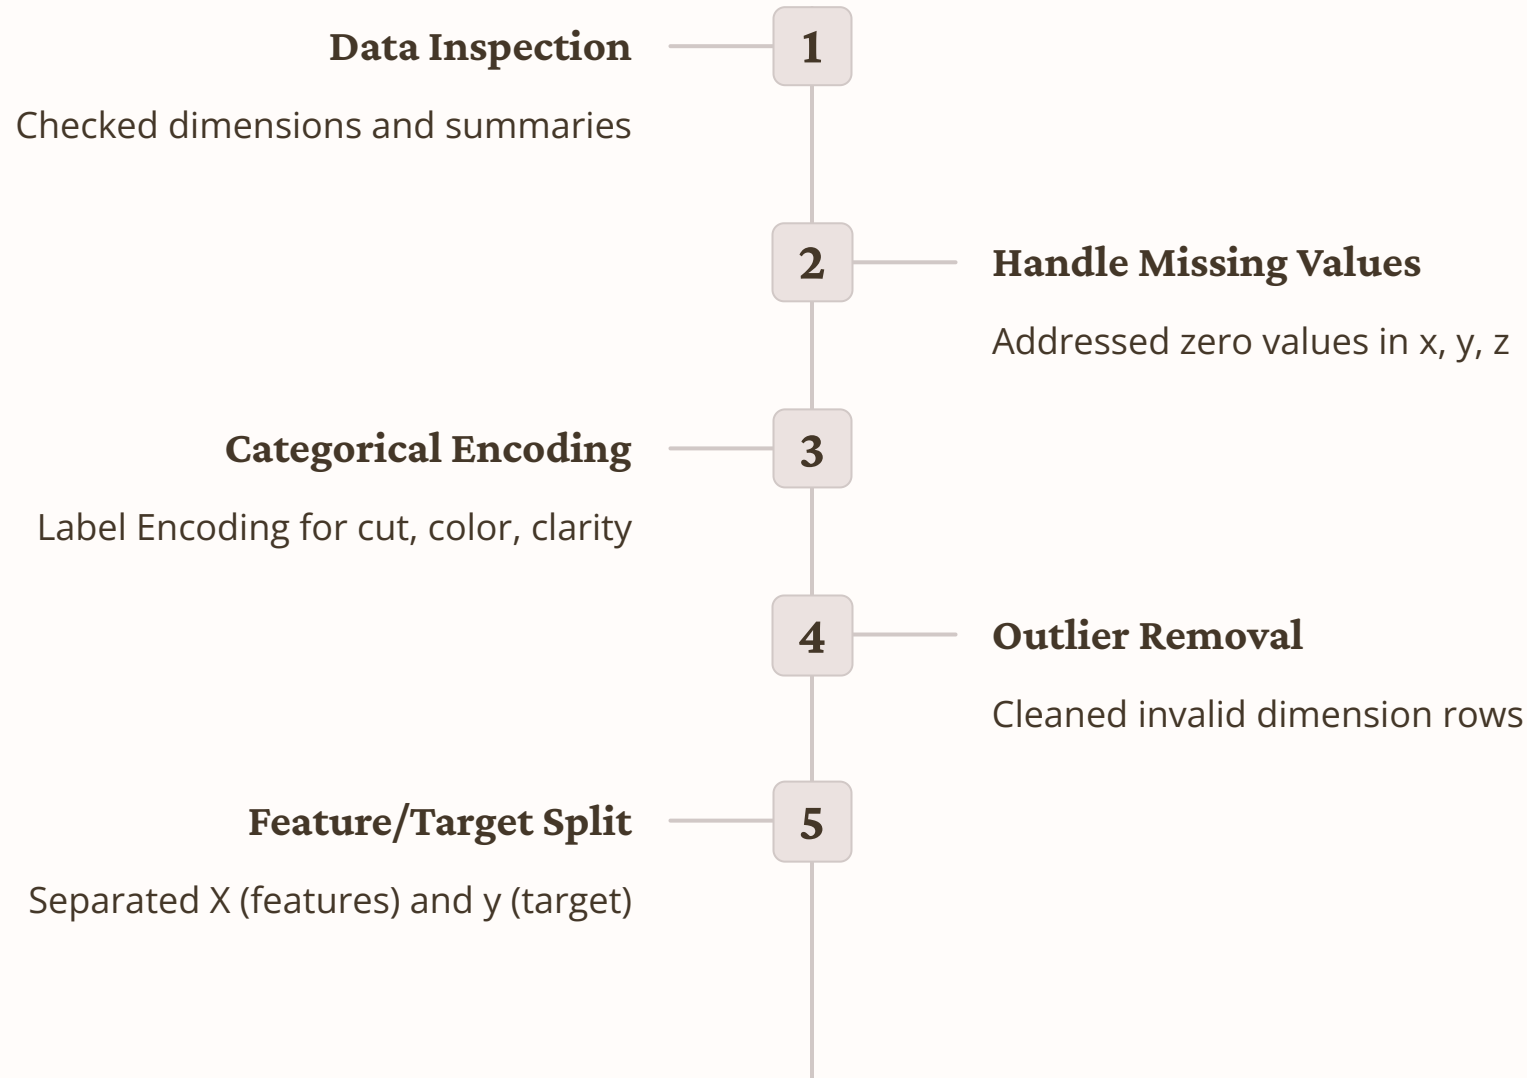 Data Inspection
1
Checked dimensions and summaries
2
Handle Missing Values
Addressed zero values in x, y, z
Categorical Encoding
3
Label Encoding for cut, color, clarity
4
Outlier Removal
Cleaned invalid dimension rows
Feature/Target Split
5
Separated X (features) and y (target)